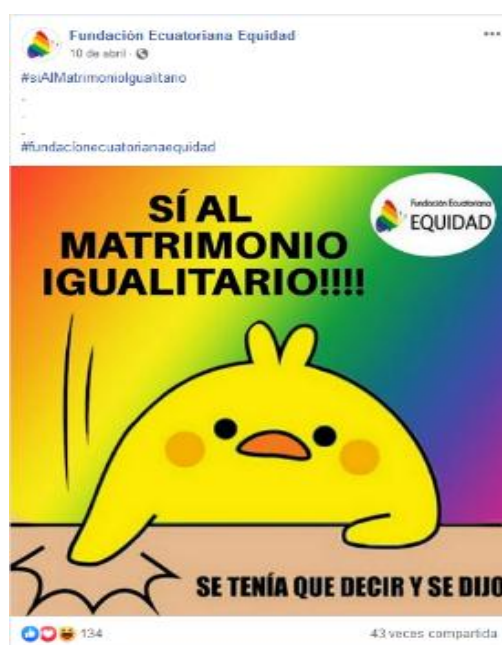 Fundación Ecuatoriana Equidad
10 de abril ·
#síAlMatrimonioIgualitario
.
.
.
#fundacionecuatorianaequidad
SÍ AL
MATRIMONIO
IGUALITARIO!!!!
Fundación Ecuatoriana
EQUIDAD
SE TENÍA QUE DECIR Y SE DIJO
134
43 veces compartida